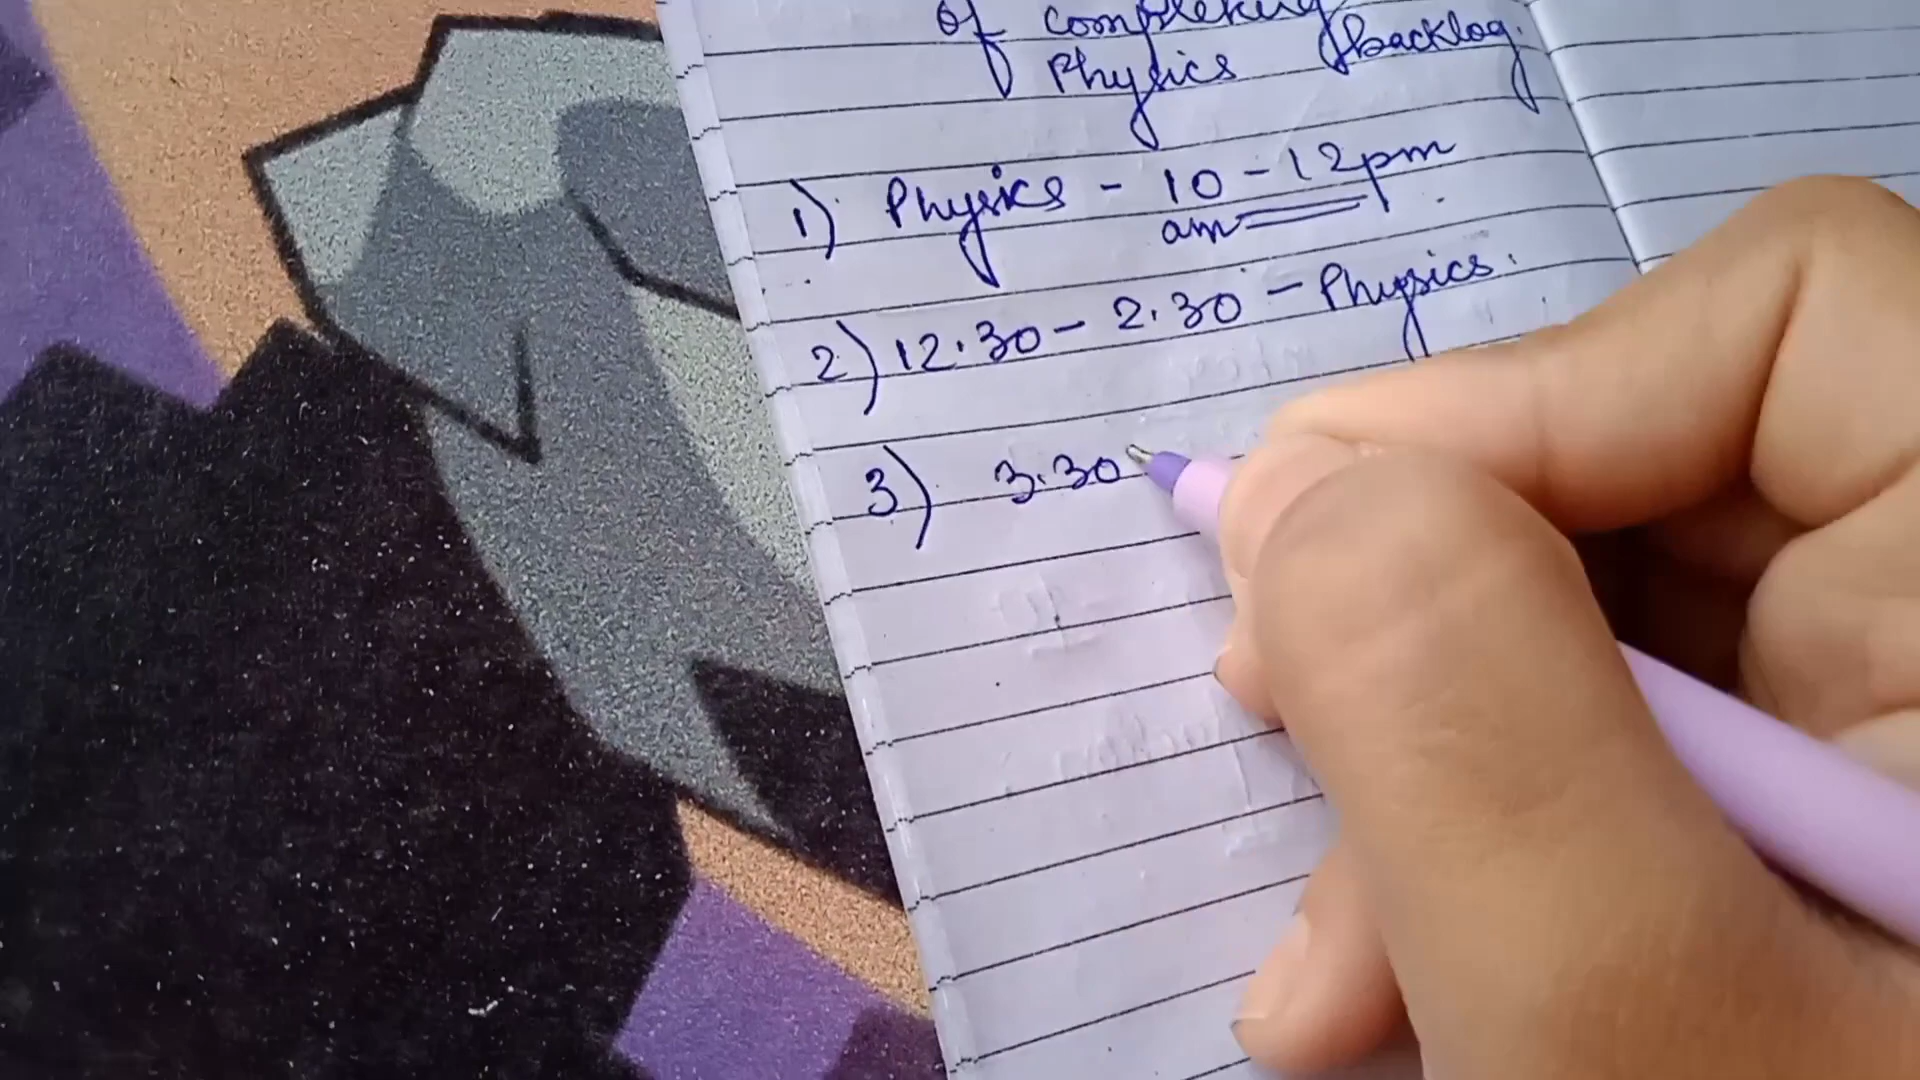 of completing
Physics backlog.
1) Physics - 10 - 12pm
am
2) 12.30 - 2.30 - Physics.
3) 3.30